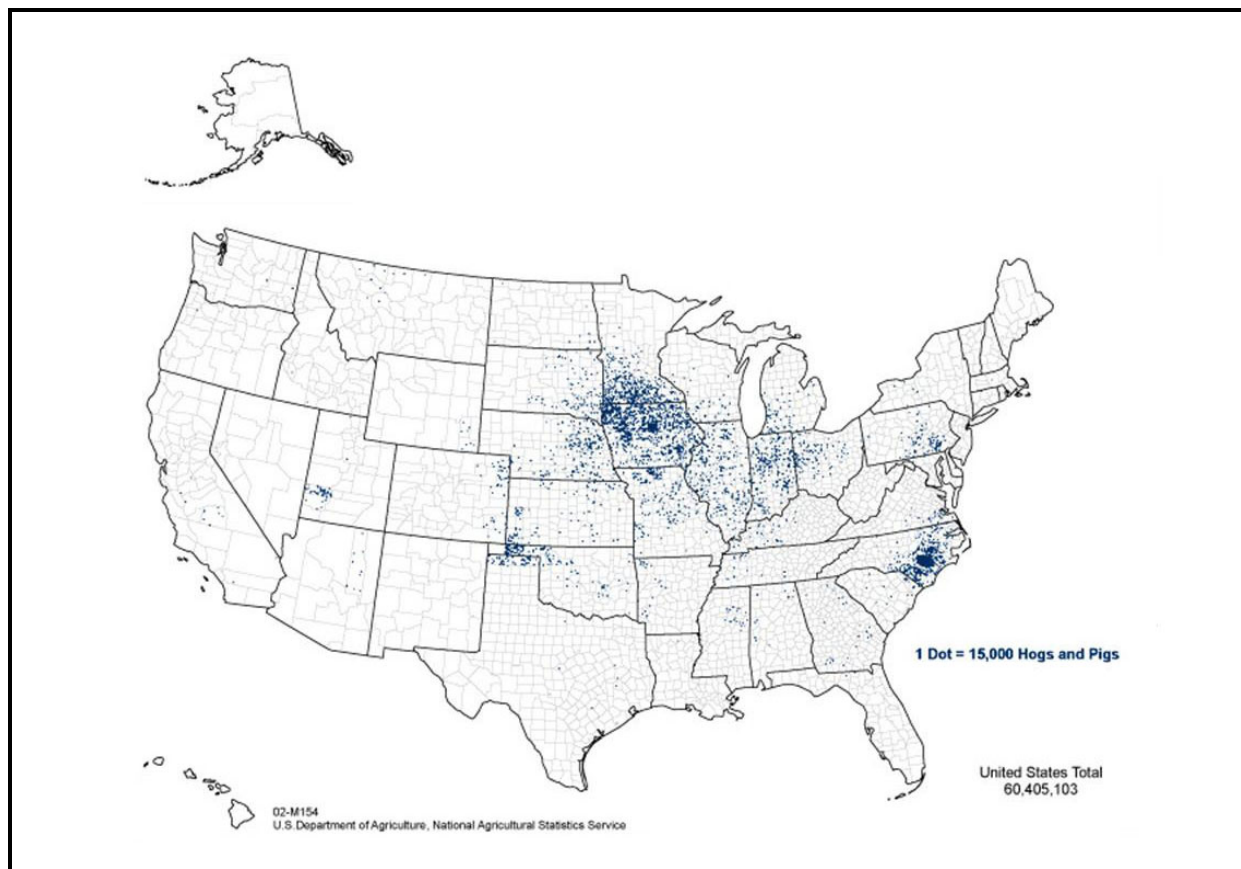 1 Dot = 15,000 Hogs and Pigs
United States Total
60,405,103
02-M154
U.S.Department of Agriculture, National Agricultural Statistics Service